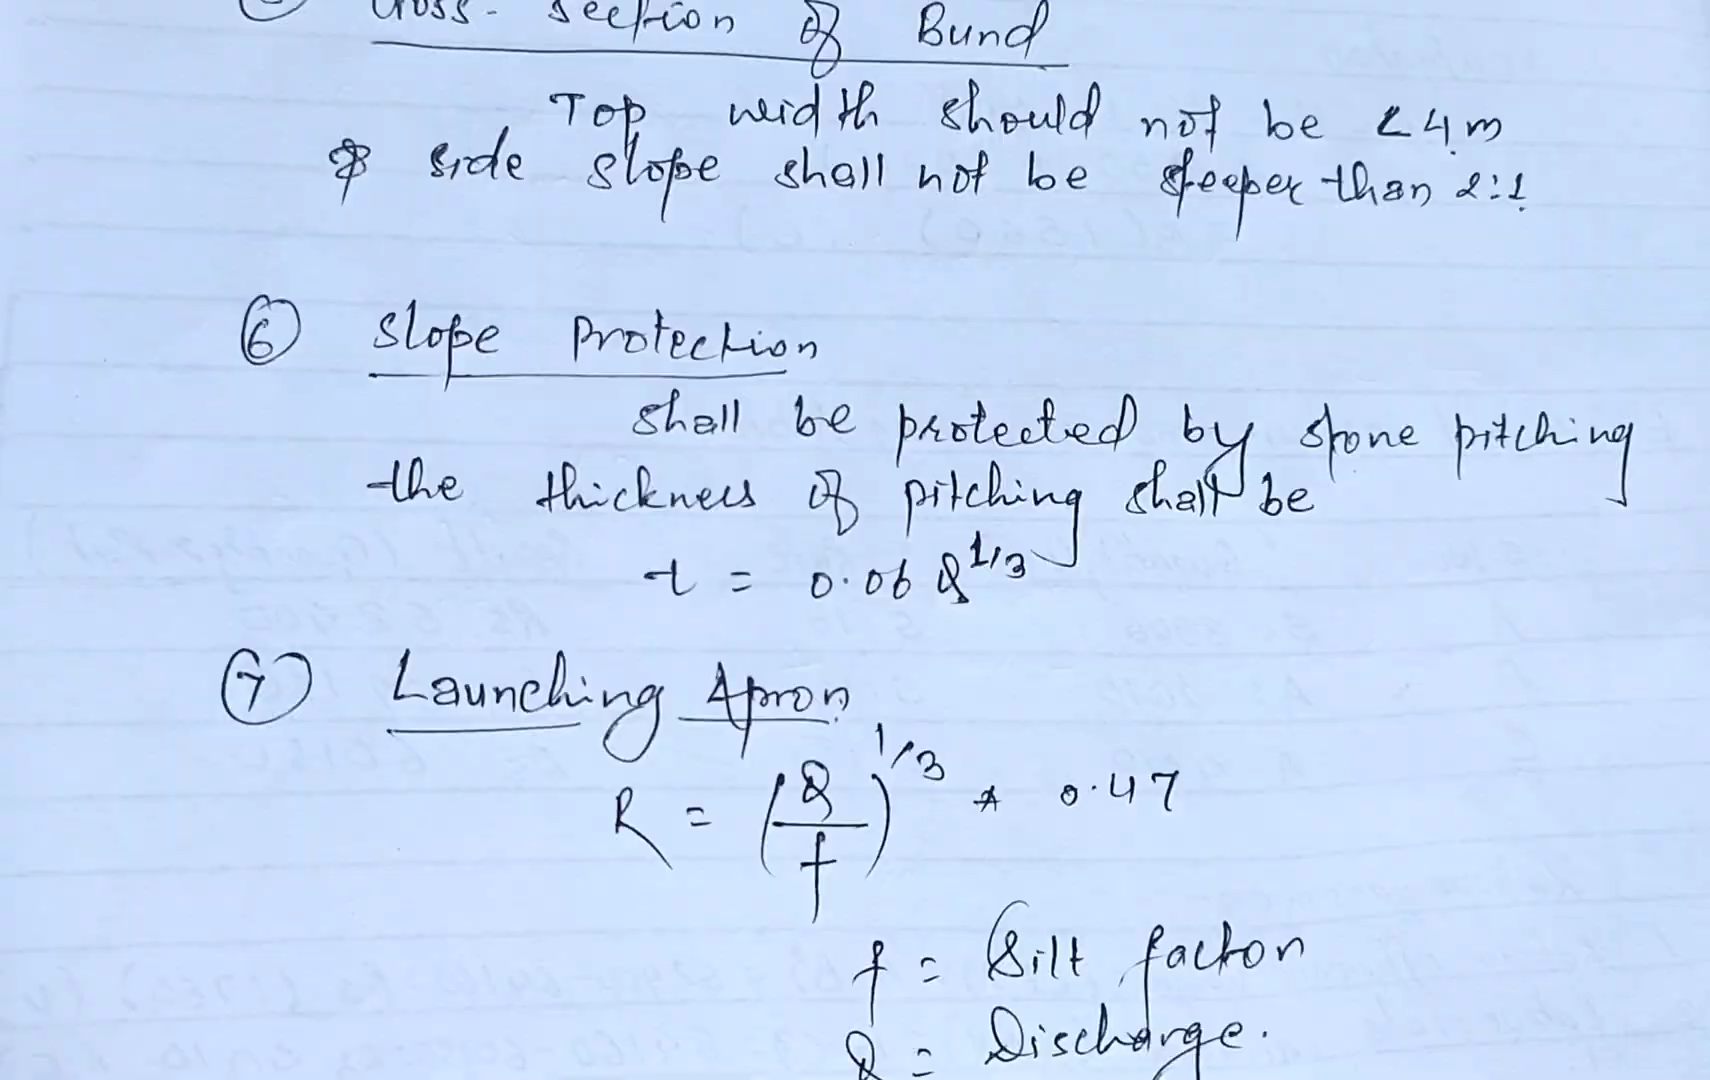 Cross-section of Bund
Top width should not be < 4m
& side slope shall not be steeper than 2:1.
⑥ Slope Protection
shall be protected by stone pitching
the thickness of pitching shall be
t = 0.06 Q^1/3
⑦ Launching Apron
R = (Q/f)^1/3 * 0.47
f = Silt factor
Q = Discharge.